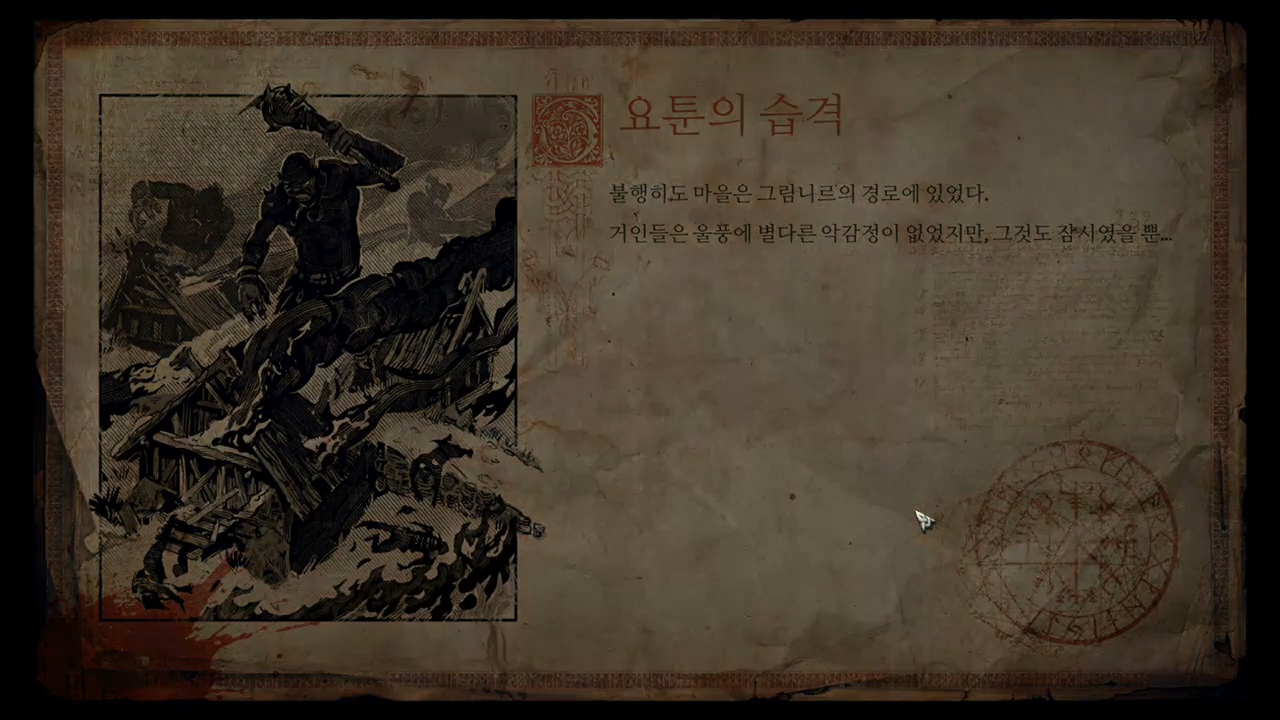 요툰의 습격
불행히도 마을은 그림니르의 경로에 있었다.
거인들은 울풍에 별다른 악감정이 없었지만, 그것도 잠시였을 뿐...